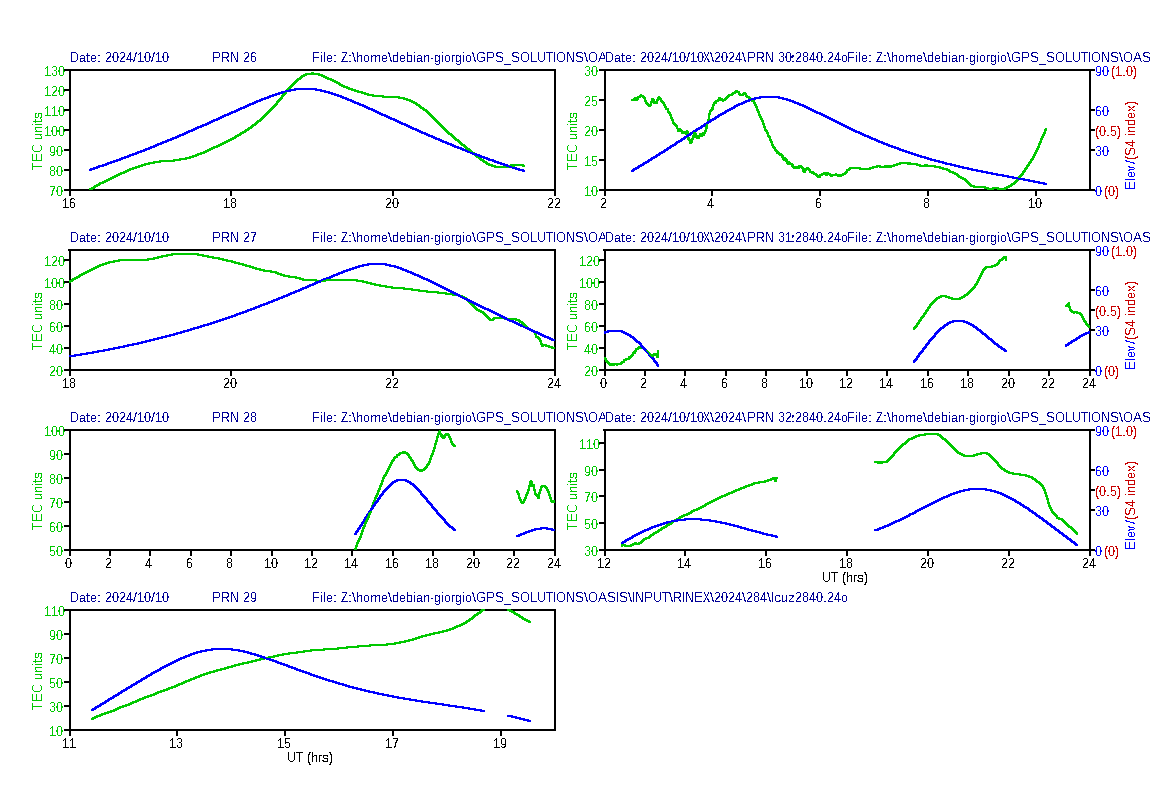 Date: 2024/10/10 PRN 26 File: Z:\home\debian-giorgio\GPS_SOLUTIONS\OA
Date: 2024/10/10 X\2024\ PRN 30 2840.24o File: Z:\home\debian-giorgio\GPS_SOLUTIONS\OAS
130 120 110 100 90 80 70
TEC units
16 18 20 22
30 25 20 15 10
TEC units
2 4 6 8 10
90 60 30 0
(1.0) (0.5) (0)
Elev/(S4 index)
Date: 2024/10/10 PRN 27 File: Z:\home\debian-giorgio\GPS_SOLUTIONS\OA
Date: 2024/10/10 X\2024\ PRN 31 2840.24o File: Z:\home\debian-giorgio\GPS_SOLUTIONS\OAS
120 100 80 60 40 20
TEC units
18 20 22 24
120 100 80 60 40 20
TEC units
0 2 4 6 8 10 12 14 16 18 20 22 24
90 60 30 0
(1.0) (0.5) (0)
Elev/(S4 index)
Date: 2024/10/10 PRN 28 File: Z:\home\debian-giorgio\GPS_SOLUTIONS\OA
Date: 2024/10/10 X\2024\ PRN 32 2840.24o File: Z:\home\debian-giorgio\GPS_SOLUTIONS\OAS
100 90 80 70 60 50
TEC units
0 2 4 6 8 10 12 14 16 18 20 22 24
110 90 70 50 30
TEC units
12 14 16 18 20 22 24
UT (hrs)
90 60 30 0
(1.0) (0.5) (0)
Elev/(S4 index)
Date: 2024/10/10 PRN 29 File: Z:\home\debian-giorgio\GPS_SOLUTIONS\OASIS\INPUT\RINEX\2024\284\lcuz2840.24o
110 90 70 50 30 10
TEC units
11 13 15 17 19
UT (hrs)